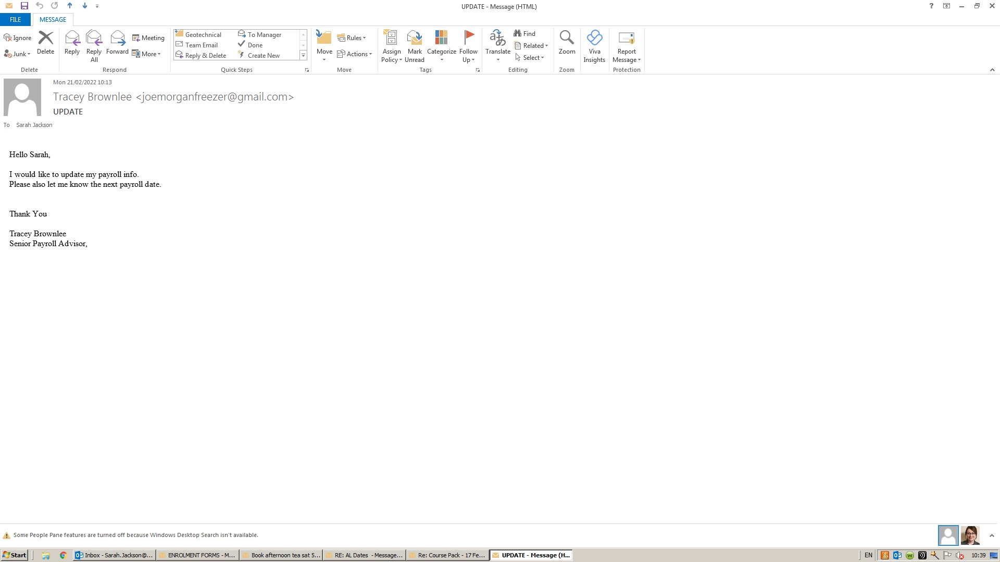 UPDATE - Message (HTML)
?
FILE
MESSAGE
Ignore
Junk
Delete
Delete
Reply
Reply All
Forward
Meeting
More
Respond
Geotechnical
To Manager
Team Email
Done
Reply & Delete
Create New
Quick Steps
Move
Rules
Actions
Move
Assign Policy
Mark Unread
Categorize
Follow Up
Tags
Translate
Find
Related
Select
Editing
Zoom
Zoom
Viva Insights
Report Message
Protection
Mon 21/02/2022 10:13
Tracey Brownlee <joemorganfreezer@gmail.com>
UPDATE
To Sarah Jackson
Hello Sarah,
I would like to update my payroll info.
Please also let me know the next payroll date.
Thank You
Tracey Brownlee
Senior Payroll Advisor,
Some People Pane features are turned off because Windows Desktop Search isn't available.
Start
Inbox - Sarah.Jackson@...
ENROLMENT FORMS - M...
Book afternoon tea sat 5...
RE: AL Dates - Message...
Re: Course Pack - 17 Fe...
UPDATE - Message (H...
EN
10:39